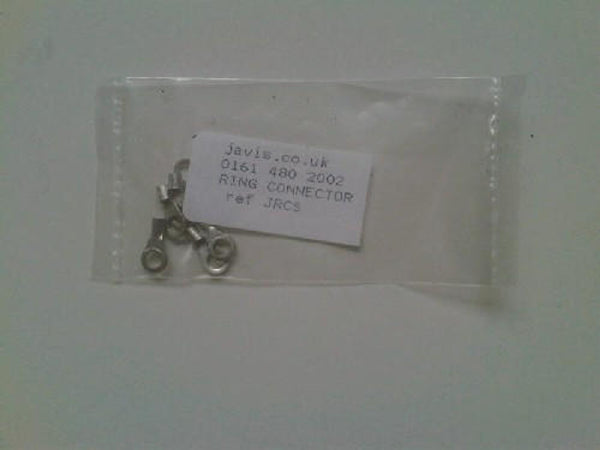 javis.co.uk
0161 480 2002
RING CONNECTOR
ref JRCS